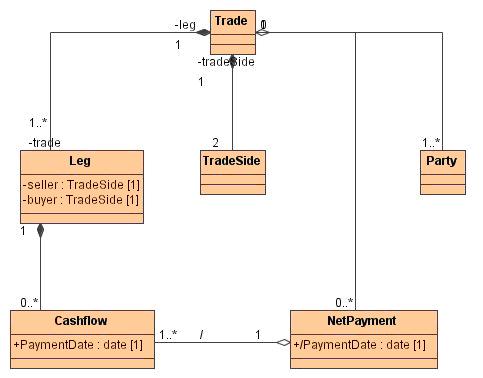 Trade
-leg
1
0
1
-tradeSide
1
1..*
-trade
2
1..*
Leg
-seller : TradeSide [1]
-buyer : TradeSide [1]
TradeSide
Party
1
0..*
0..*
Cashflow
+PaymentDate : date [1]
1..*
/
1
NetPayment
+/PaymentDate : date [1]